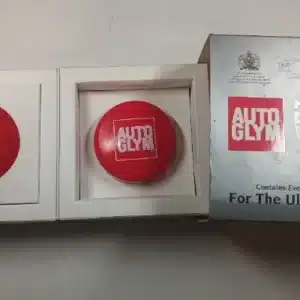 AUTO
GLYM
AUTO
GLYM
Contains Eve
For The Ul